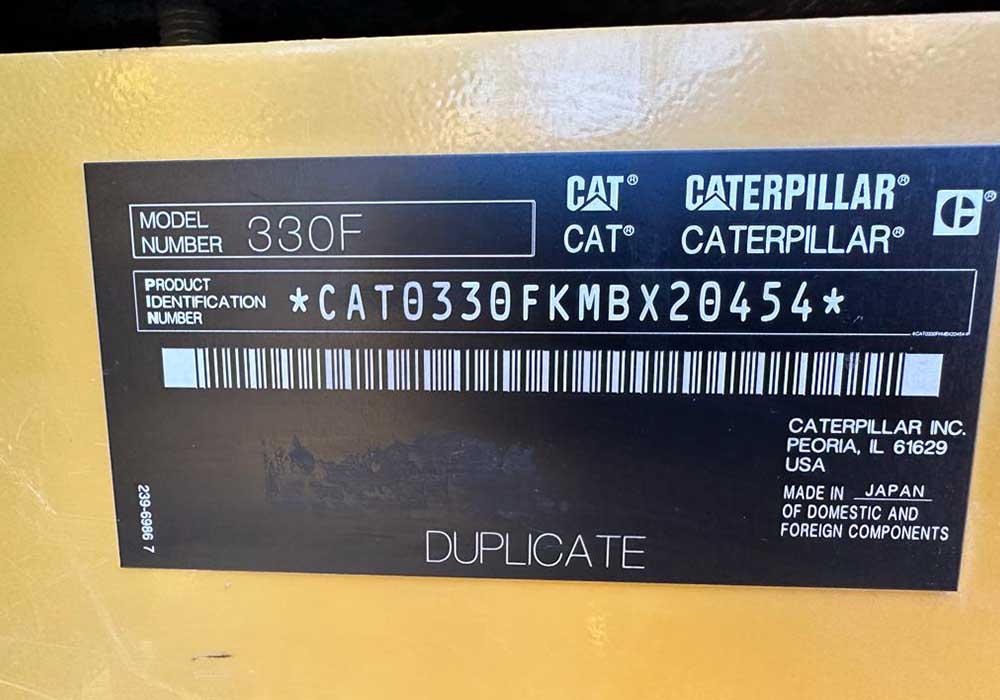 CAT® CATERPILLAR®
CAT® CATERPILLAR®
MODEL NUMBER 330F
PRODUCT IDENTIFICATION NUMBER *CAT0330FKMBX20454*
*CAT0330FKMBX20454*
CATERPILLAR INC.
PEORIA, IL 61629
USA
MADE IN JAPAN
OF DOMESTIC AND
FOREIGN COMPONENTS
239-6986 7
DUPLICATE